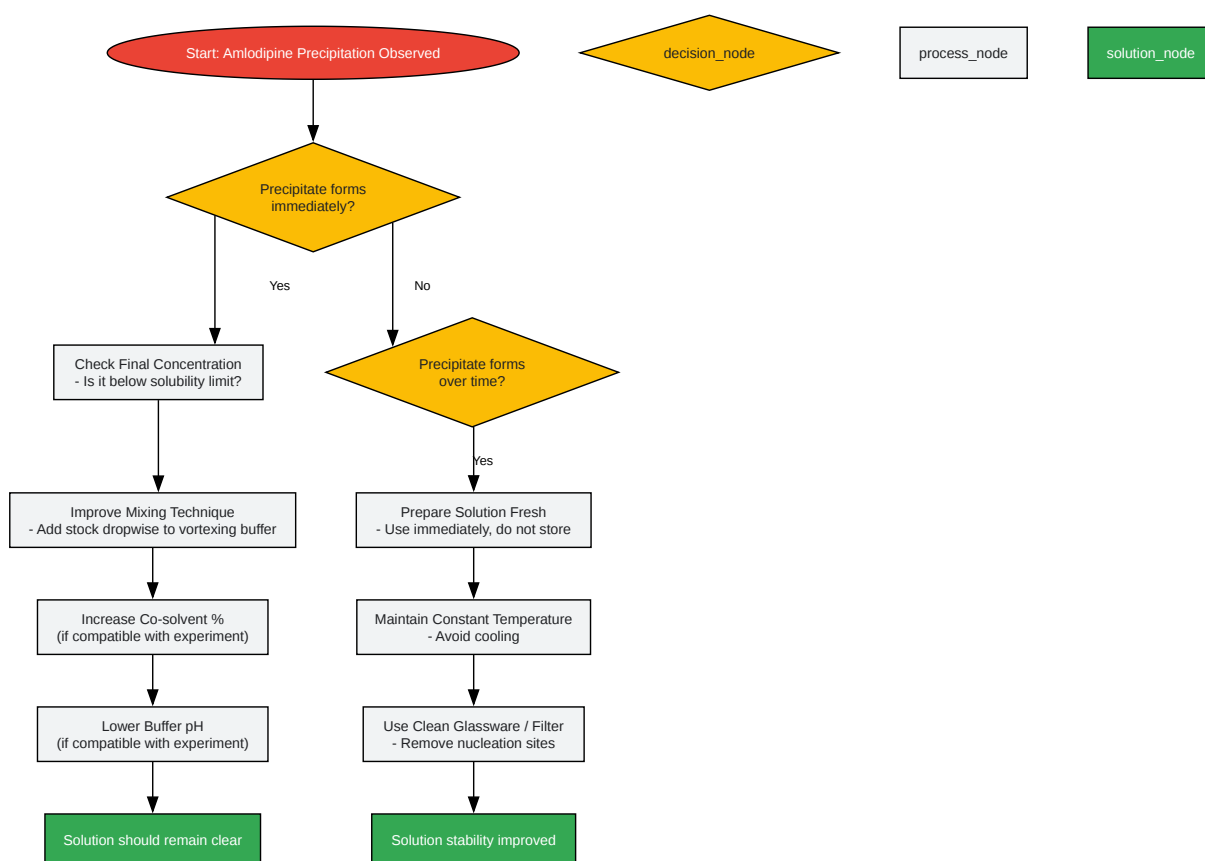 Start: Amlodipine Precipitation Observed
decision_node
process_node
solution_node
Precipitate forms
immediately?
Yes
No
Check Final Concentration
- Is it below solubility limit?
Precipitate forms
over time?
Yes
Improve Mixing Technique
- Add stock dropwise to vortexing buffer
Prepare Solution Fresh
- Use immediately, do not store
Increase Co-solvent %
(if compatible with experiment)
Maintain Constant Temperature
- Avoid cooling
Lower Buffer pH
(if compatible with experiment)
Use Clean Glassware / Filter
- Remove nucleation sites
Solution should remain clear
Solution stability improved